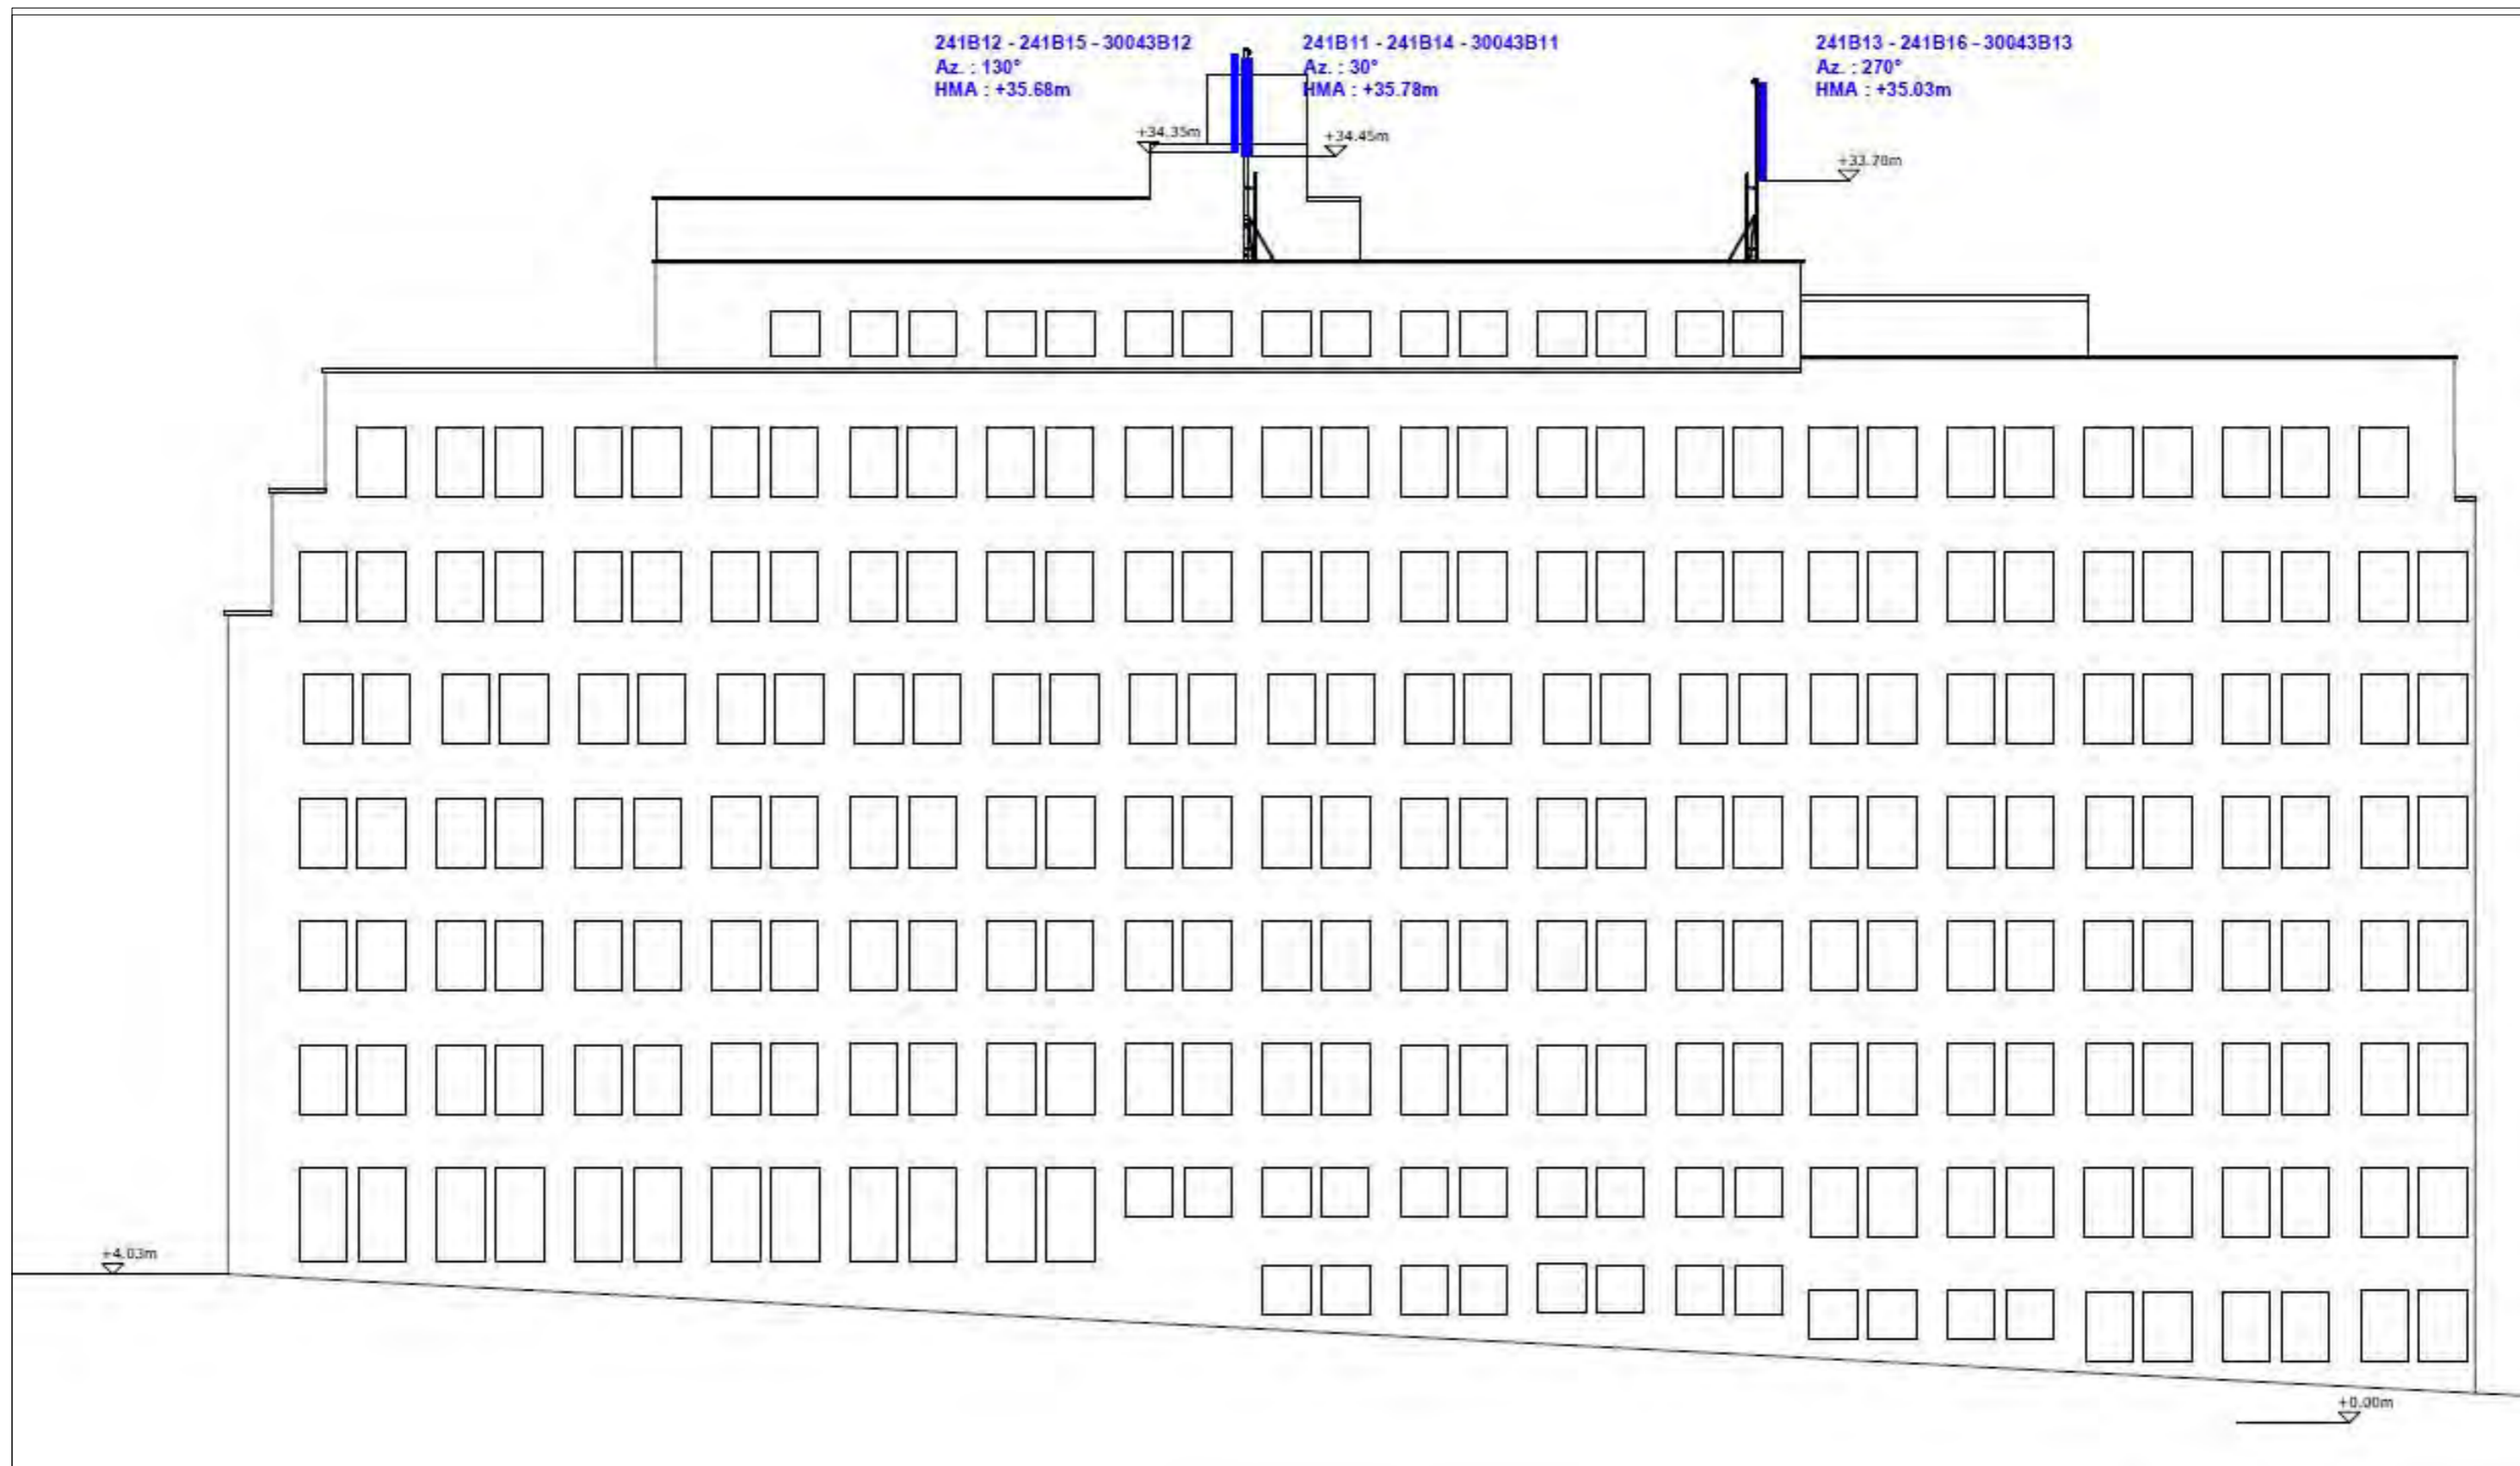 241B12 - 241B15 - 30043B12
Az. : 130°
HMA : +35.68m
241B11 - 241B14 - 30043B11
Az. : 30°
HMA : +35.78m
241B13 - 241B16 - 30043B13
Az. : 270°
HMA : +35.03m
+34.35m
+34.45m
+33.70m
+4.03m
+0.00m